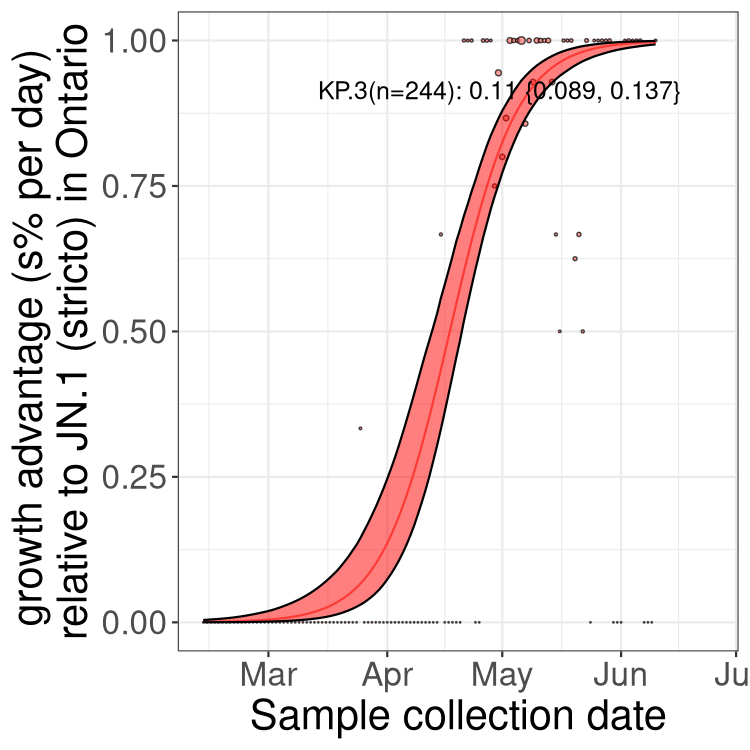 growth advantage (s% per day)
relative to JN.1 (stricto) in Ontario
1.00
0.75
0.50
0.25
0.00
KP.3(n=244): 0.11 {0.089, 0.137}
Mar Apr May Jun Ju
Sample collection date